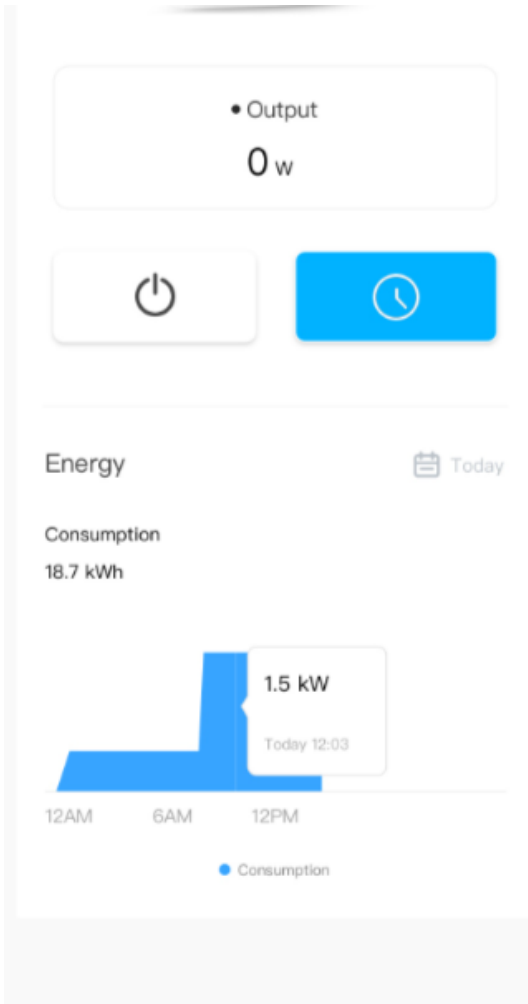 • Output
0 w
Energy
Today
Consumption
18.7 kWh
1.5 kW
Today 12:03
12AM 6AM 12PM
Consumption